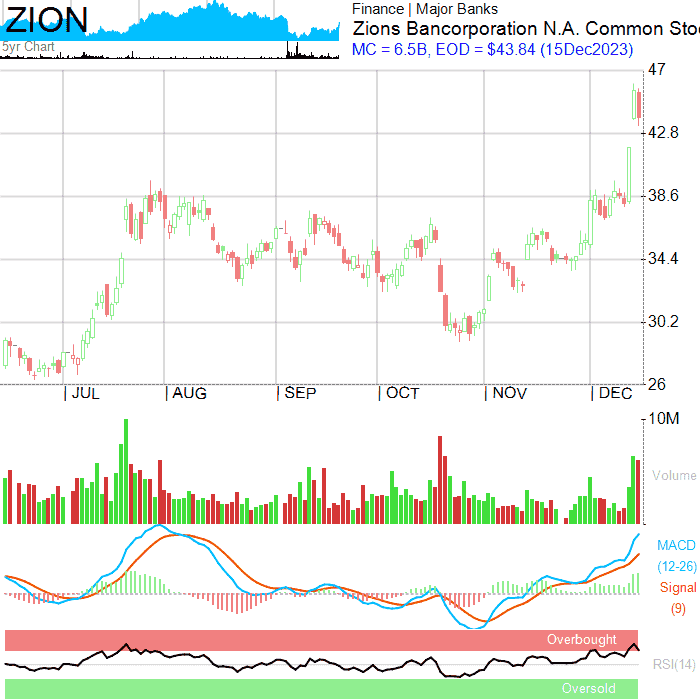 ZION
5yr Chart
Finance | Major Banks
Zions Bancorporation N.A. Common Sto
MC = 6.5B, EOD = $43.84 (15Dec2023)
47
42.8
38.6
34.4
30.2
26
| JUL | AUG | SEP | OCT | NOV | DEC
10M
Volume
MACD
(12-26)
Signal
(9)
Overbought
RSI(14)
Oversold